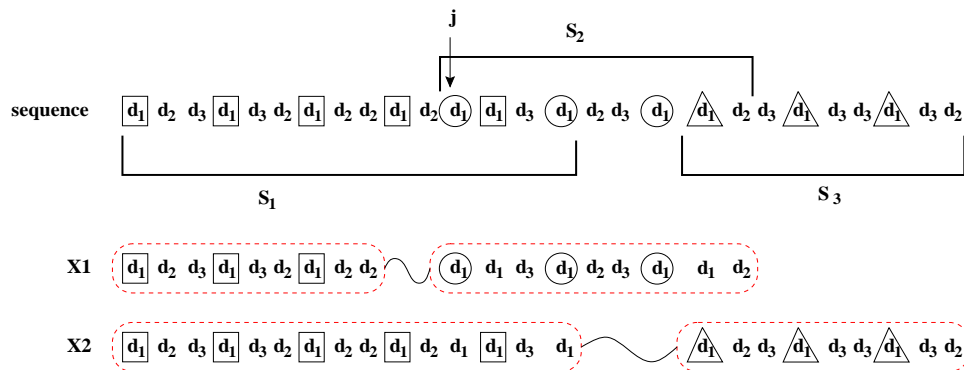 j
S2
sequence d1 d2 d3 d1 d3 d2 d1 d2 d2 d1 d2 d1 d1 d3 d1 d2 d3 d1 d1 d2 d3 d1 d3 d3 d1 d3 d2
S1 S3
X1 d1 d2 d3 d1 d3 d2 d1 d2 d2 d1 d1 d3 d1 d2 d3 d1 d1 d2
X2 d1 d2 d3 d1 d3 d2 d1 d2 d2 d1 d2 d1 d1 d3 d1 d1 d2 d3 d1 d3 d3 d1 d3 d2